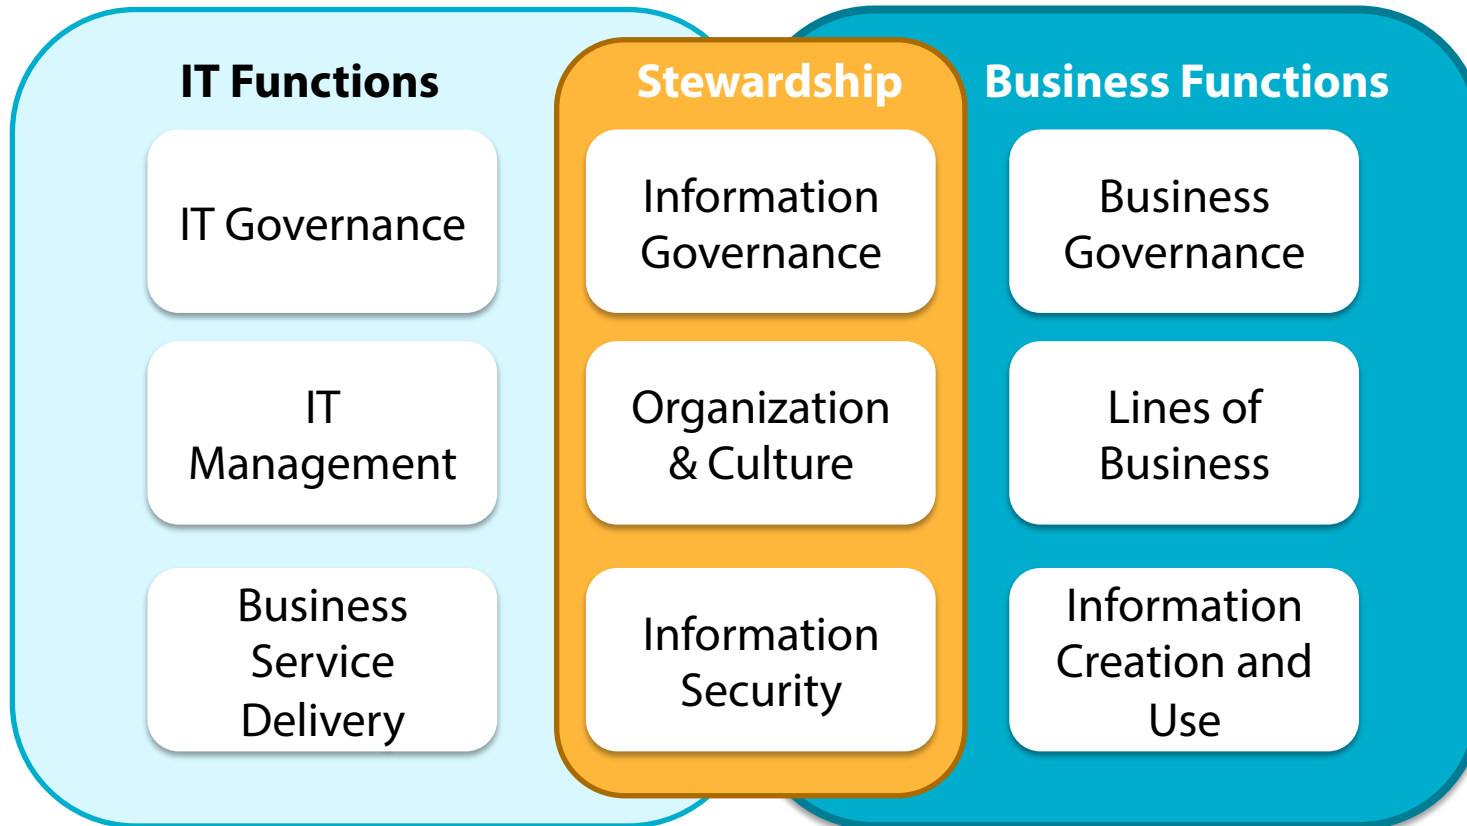 IT Functions
IT Governance
IT
Management
Business
Service
Delivery
Stewardship
Information
Governance
Organization
& Culture
Information
Security
Business Functions
Business
Governance
Lines of
Business
Information
Creation and
Use